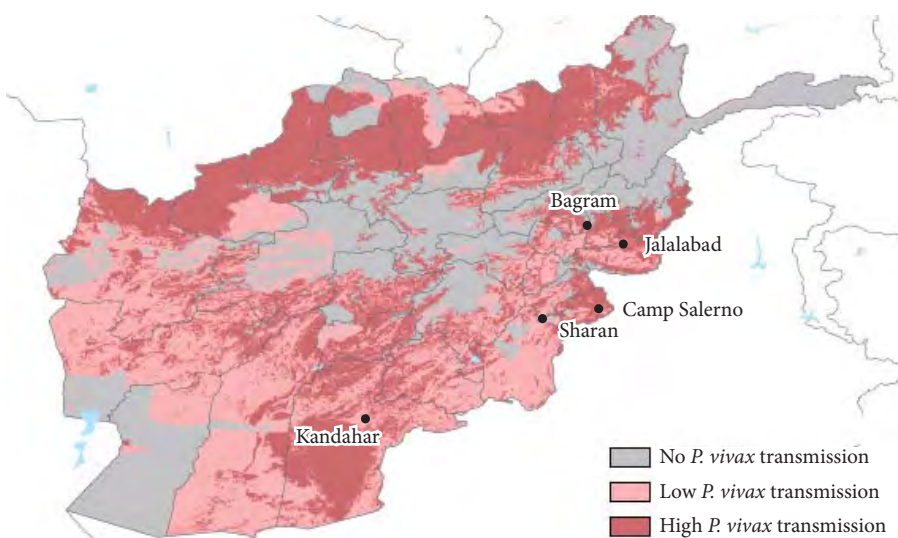 Bagram
Jalalabad
Camp Salerno
Sharan
Kandahar
No P. vivax transmission
Low P. vivax transmission
High P. vivax transmission